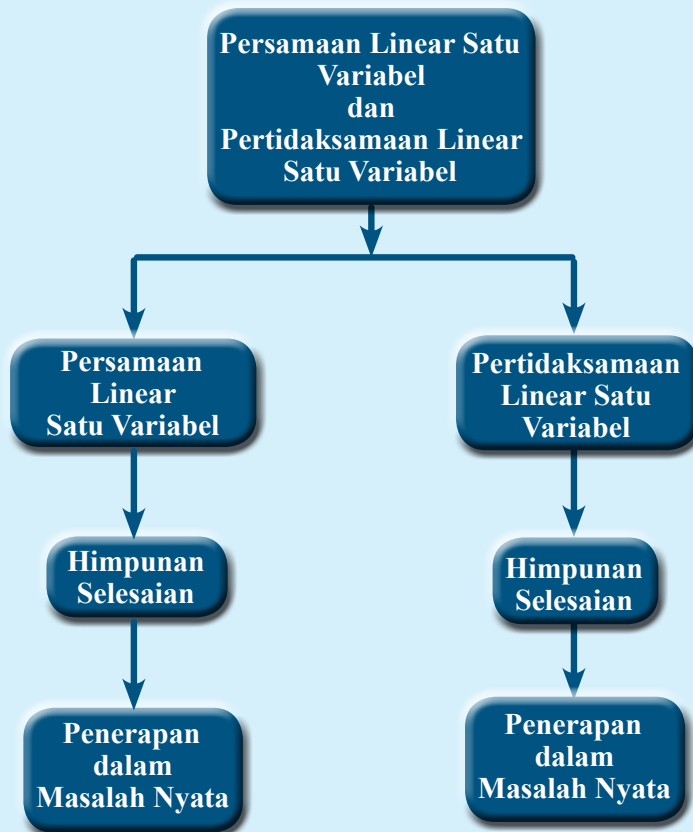 Persamaan Linear Satu
Variabel
dan
Pertidaksamaan Linear
Satu Variabel
Persamaan
Linear
Satu Variabel
Himpunan
Selesaian
Penerapan
dalam
Masalah Nyata
Pertidaksamaan
Linear Satu
Variabel
Himpunan
Selesaian
Penerapan
dalam
Masalah Nyata